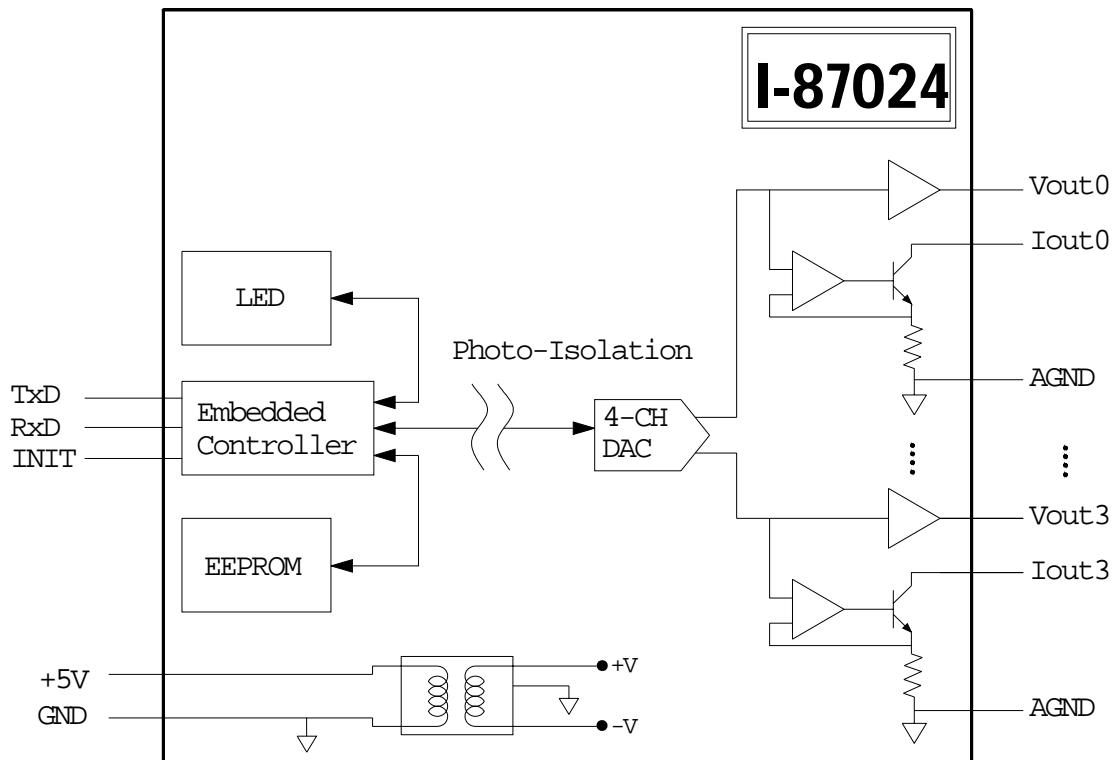 I-87024
Vout0
Iout0
LED
Photo-Isolation
AGND
TxD
RxD
INIT
Embedded
Controller
4-CH
DAC
Vout3
EEPROM
Iout3
+5V
GND
+V
-V
AGND